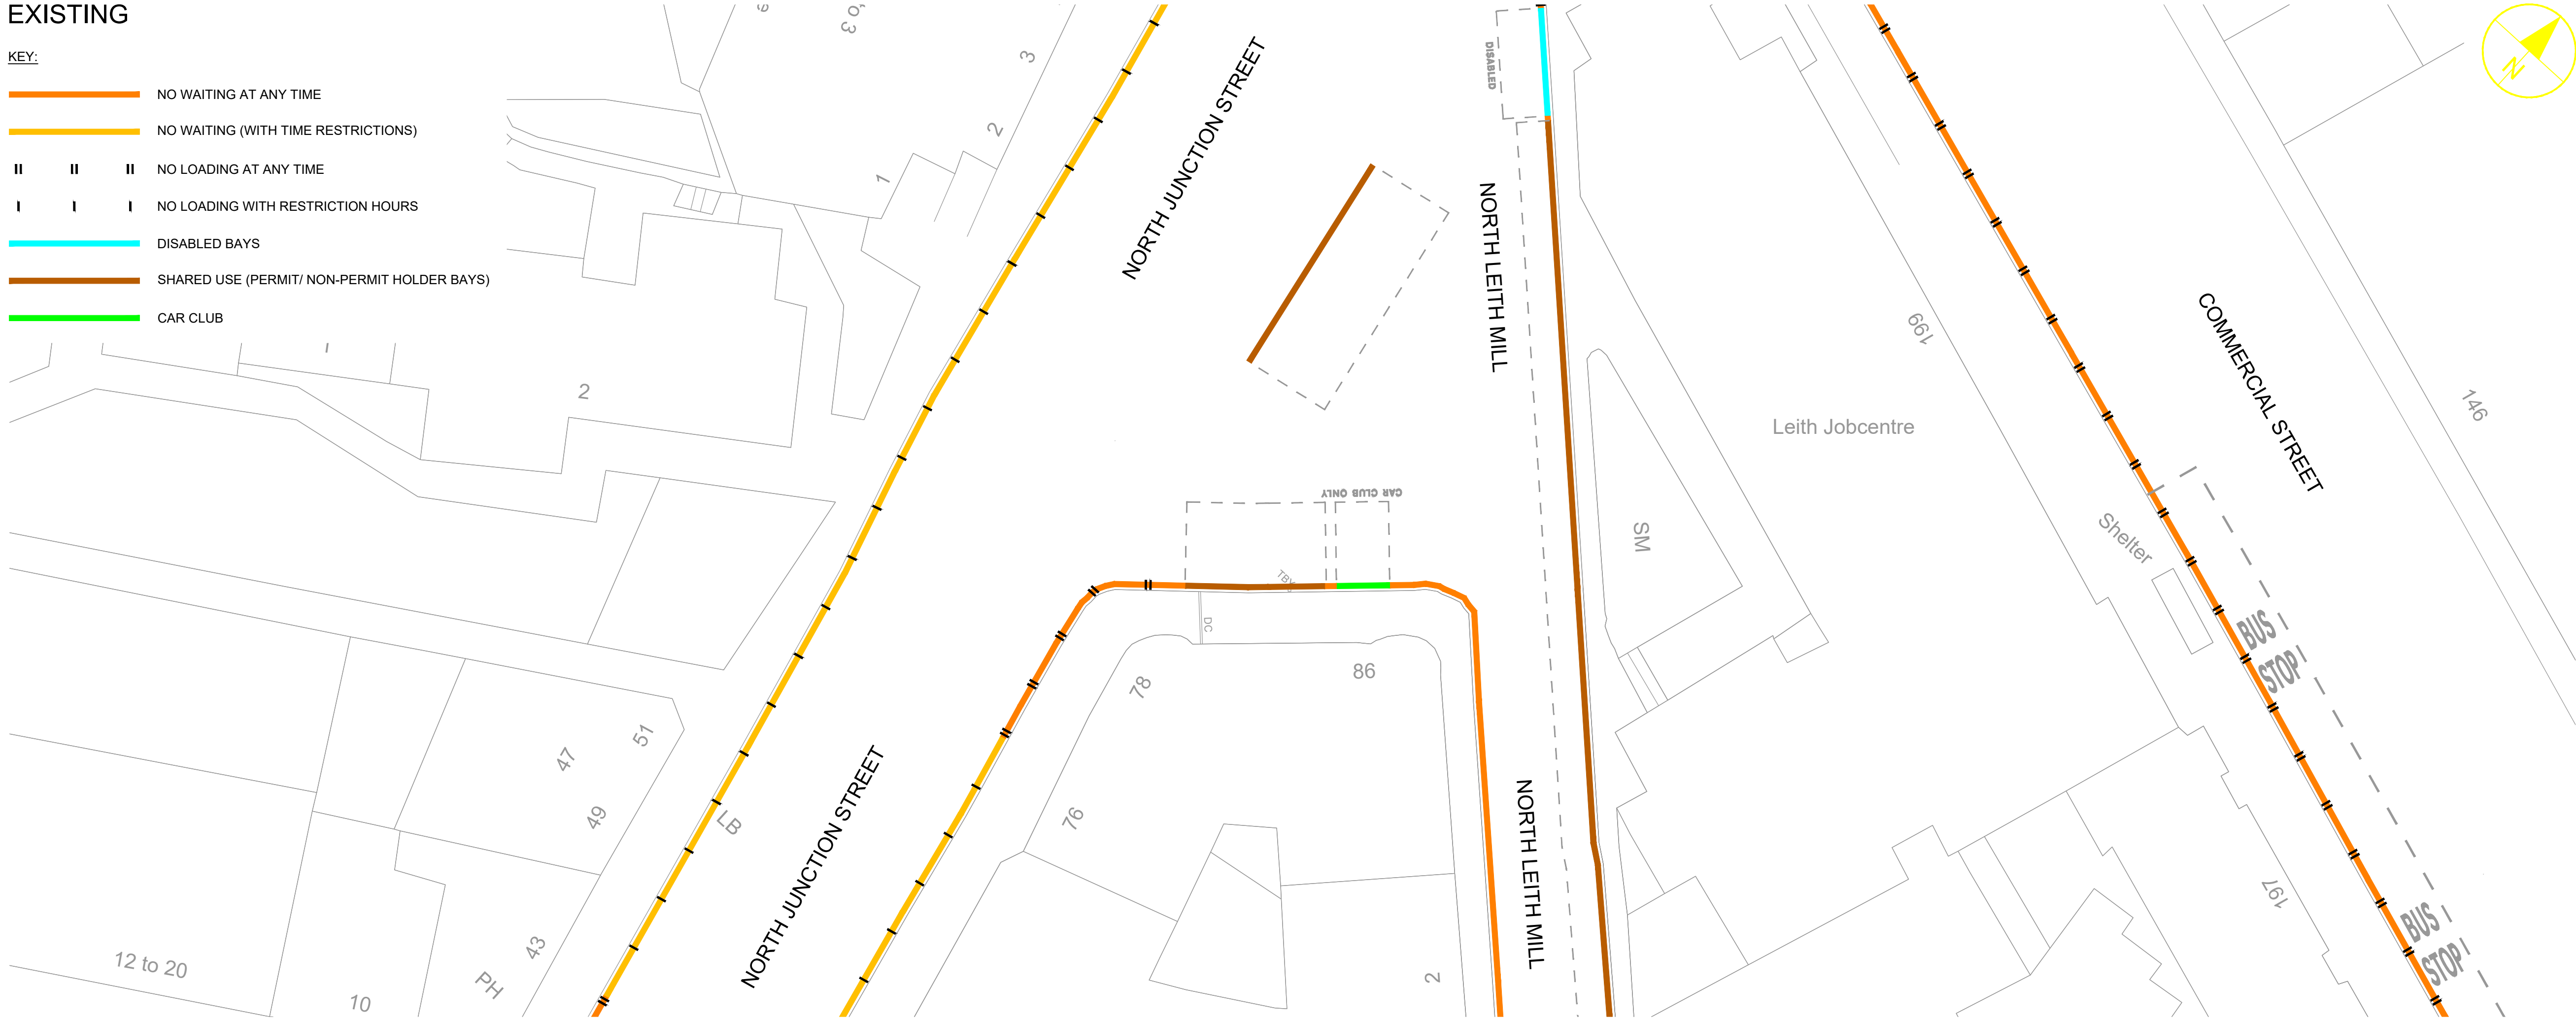 EXISTING
KEY:
NO WAITING AT ANY TIME
NO WAITING (WITH TIME RESTRICTIONS)
NO LOADING AT ANY TIME
NO LOADING WITH RESTRICTION HOURS
DISABLED BAYS
SHARED USE (PERMIT/ NON-PERMIT HOLDER BAYS)
CAR CLUB
3
2
1
2
NORTH JUNCTION STREET
DISABLED
NORTH LEITH MILL
N
199
COMMERCIAL STREET
146
Leith Jobcentre
CAR CLUB ONLY
SM
Shelter
BUS
STOP
DC
78
86
76
51
47
49
LB
43
PH
12 to 20
10
NORTH JUNCTION STREET
NORTH LEITH MILL
2
197
BUS
STOP